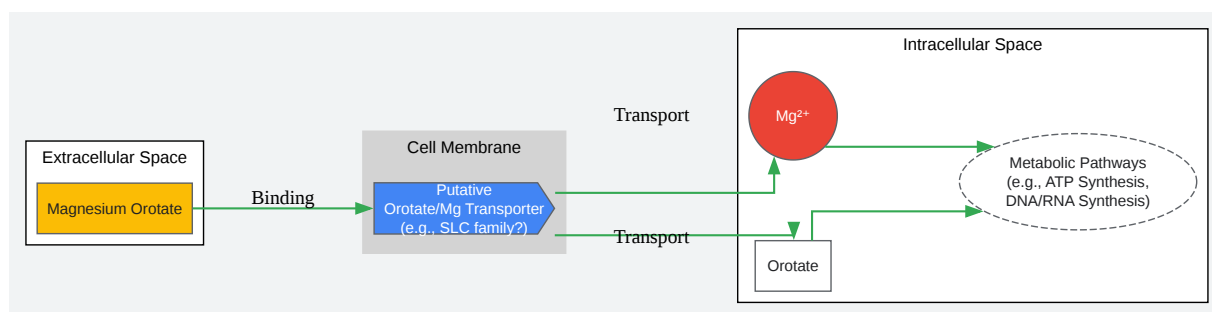 Extracellular Space
Magnesium Orotate
Binding
Cell Membrane
Putative
Orotate/Mg Transporter
(e.g., SLC family?)
Transport
Transport
Intracellular Space
Mg²⁺
Orotate
Metabolic Pathways
(e.g., ATP Synthesis,
DNA/RNA Synthesis)